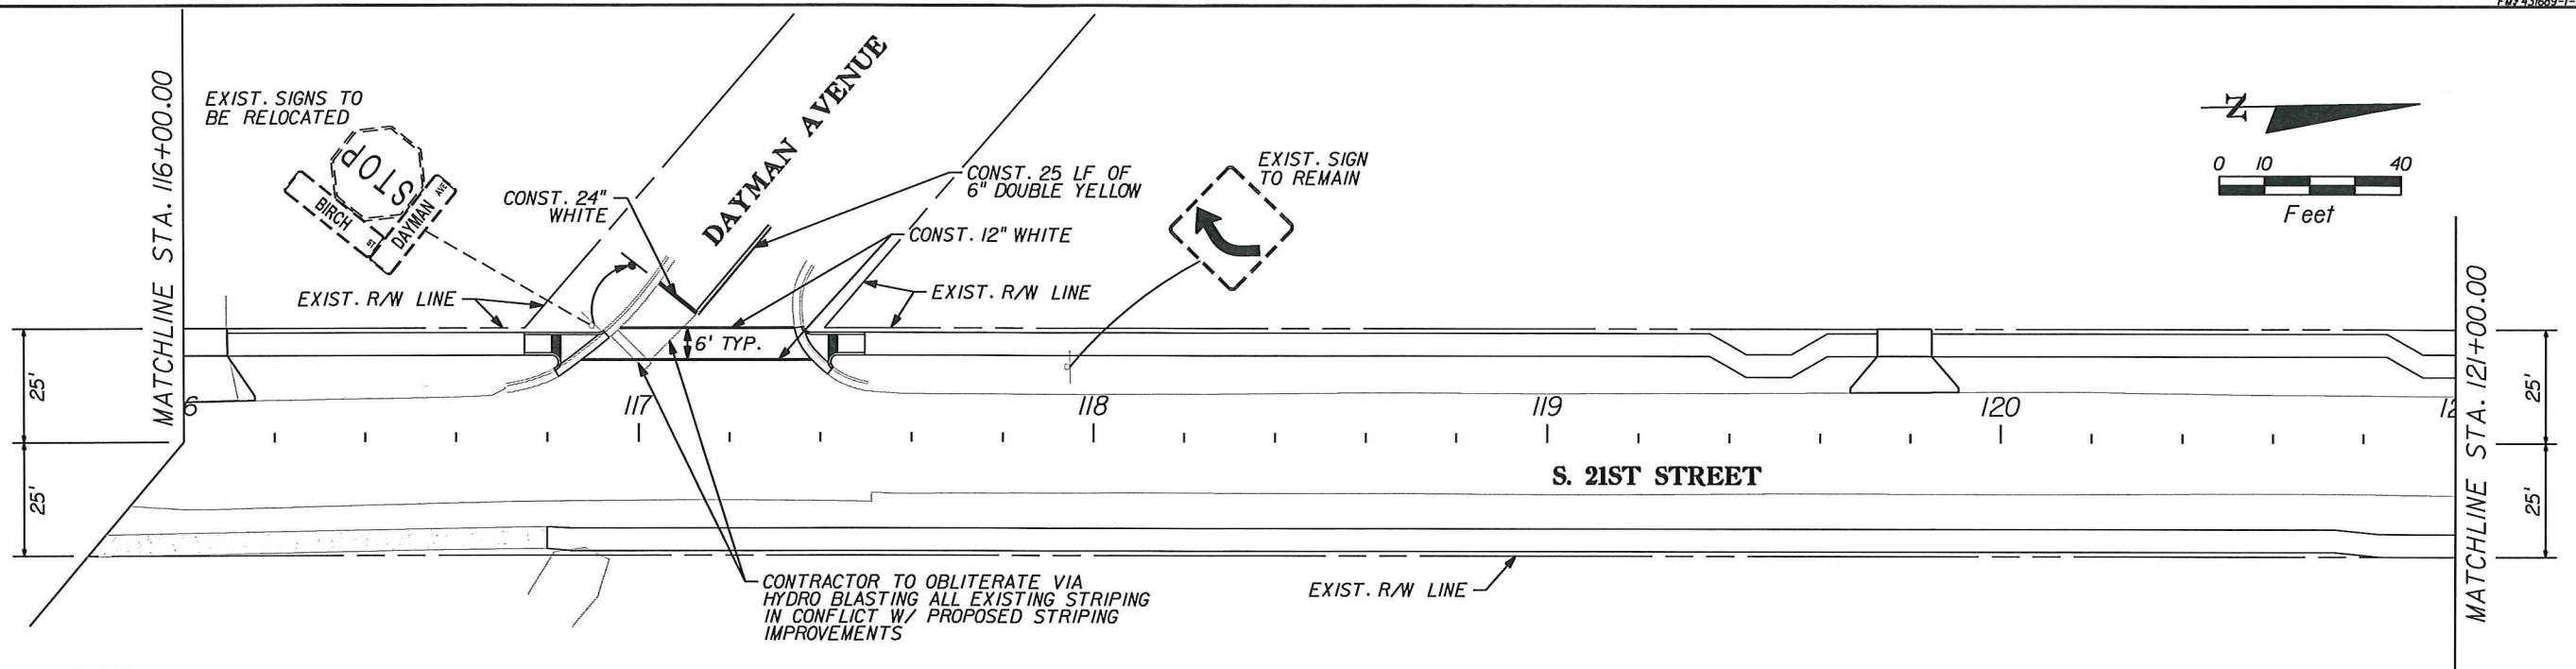 EXIST. SIGNS TO
BE RELOCATED
STOP
BIRCH ST
DAYMAN AVE
MATCHLINE STA. 116+00.00
DAYMAN AVENUE
CONST. 24"
WHITE
CONST. 25 LF OF
6" DOUBLE YELLOW
CONST. 12" WHITE
EXIST. SIGN
TO REMAIN
N
0 10 40
Feet
EXIST. R/W LINE
EXIST. R/W LINE
6' TYP.
25'
25'
6
117
118
119
120
12
S. 21ST STREET
MATCHLINE STA. 121+00.00
25'
25'
CONTRACTOR TO OBLITERATE VIA
HYDRO BLASTING ALL EXISTING STRIPING
IN CONFLICT W/ PROPOSED STRIPING
IMPROVEMENTS
EXIST. R/W LINE